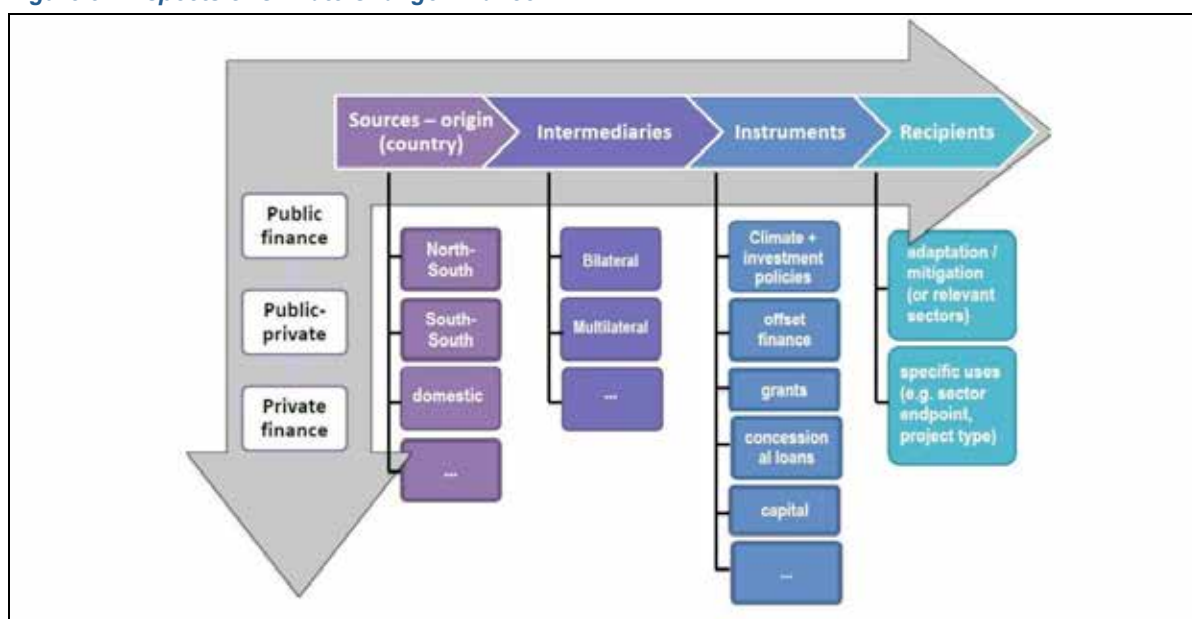 Sources – origin
(country)
Intermediaries
Instruments
Recipients
Public
finance
Public-
private
Private
finance
North-
South
South-
South
domestic
...
Bilateral
Multilateral
...
Climate +
investment
policies
offset
finance
grants
concession
al loans
capital
...
adaptation /
mitigation
(or relevant
sectors)
specific uses
(e.g. sector
endpoint,
project type)